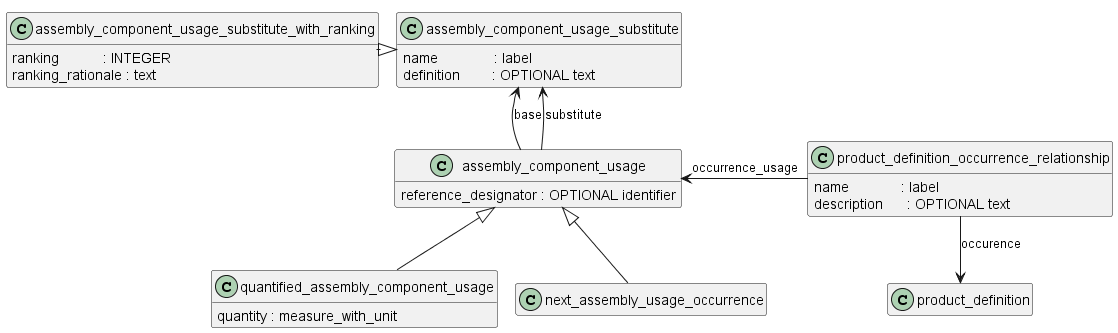 C assembly_component_usage_substitute_with_ranking
ranking : INTEGER
ranking_rationale : text
C assembly_component_usage_substitute
name : label
definition : OPTIONAL text
base substitute
C assembly_component_usage
reference_designator : OPTIONAL identifier
occurrence_usage
C product_definition_occurrence_relationship
name : label
description : OPTIONAL text
occurence
C quantified_assembly_component_usage
quantity : measure_with_unit
C next_assembly_usage_occurrence
C product_definition